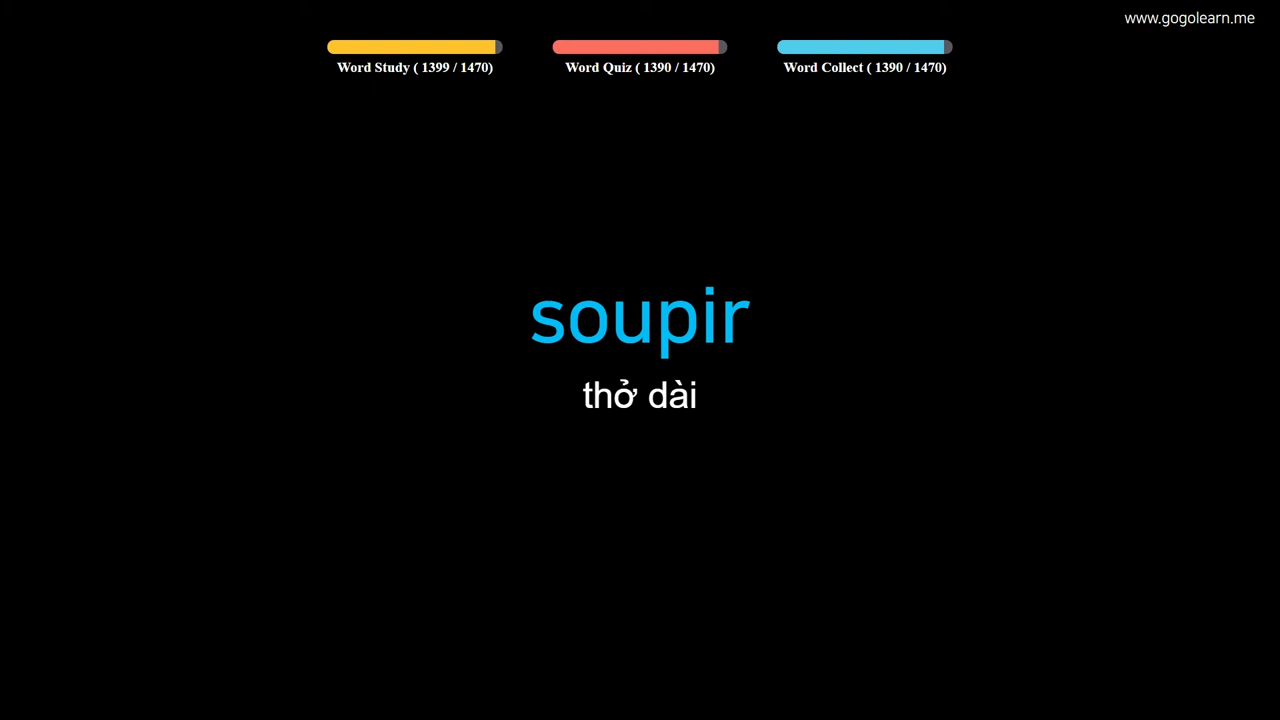 www.gogolearn.me
Word Study ( 1399 / 1470)
Word Quiz ( 1390 / 1470)
Word Collect ( 1390 / 1470)
soupir
thở dài